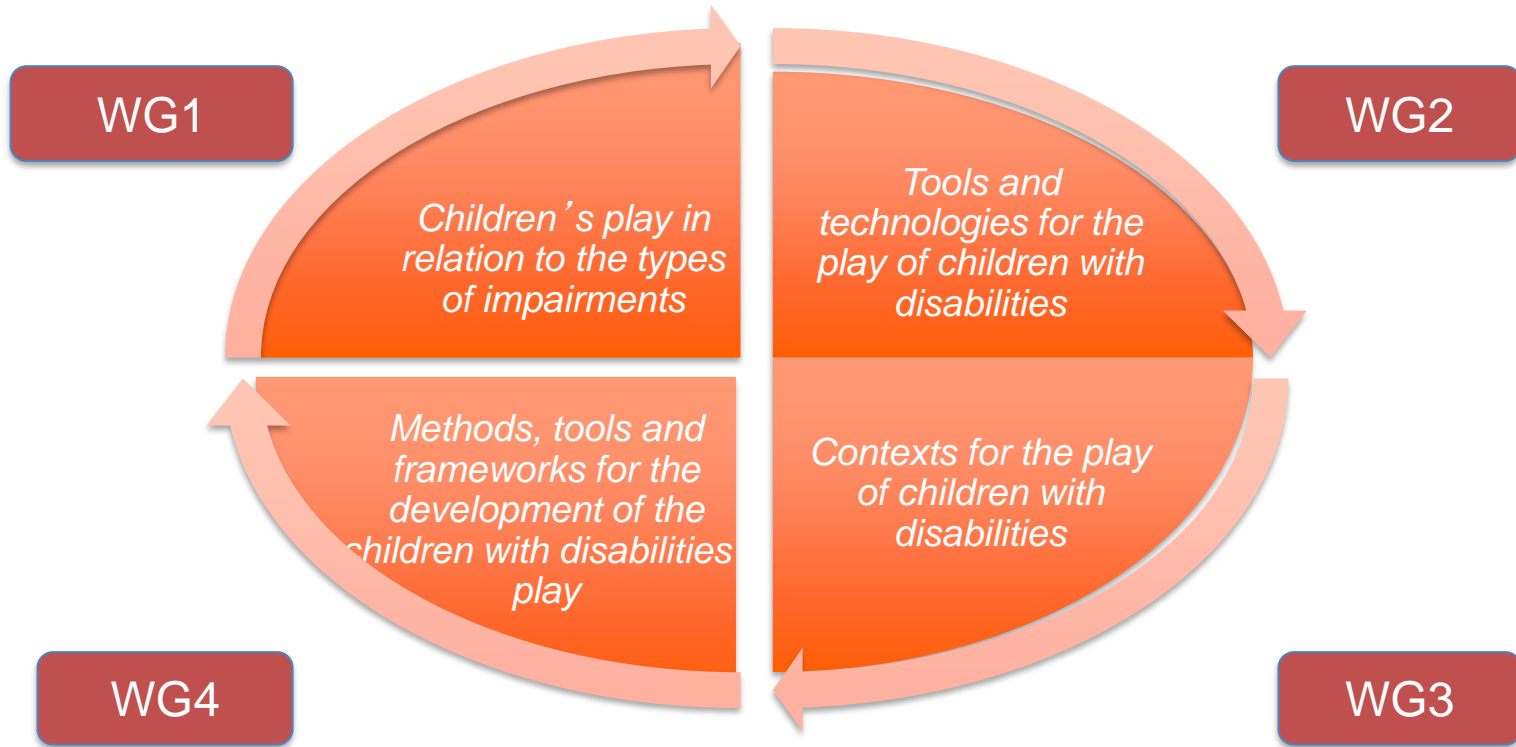 WG1
WG2
Children's play in
relation to the types
of impairments
Tools and
technologies for the
play of children with
disabilities
Methods, tools and
frameworks for the
development of the
children with disabilities
play
Contexts for the play
of children with
disabilities
WG4
WG3